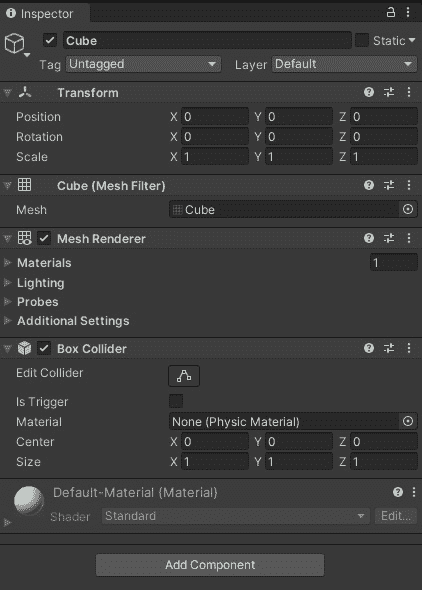 Inspector
Cube Static
Tag Untagged Layer Default
Transform
Position X 0 Y 0 Z 0
Rotation X 0 Y 0 Z 0
Scale X 1 Y 1 Z 1
Cube (Mesh Filter)
Mesh Cube
Mesh Renderer
Materials 1
Lighting
Probes
Additional Settings
Box Collider
Edit Collider
Is Trigger
Material None (Physic Material)
Center X 0 Y 0 Z 0
Size X 1 Y 1 Z 1
Default-Material (Material)
Shader Standard Edit...
Add Component